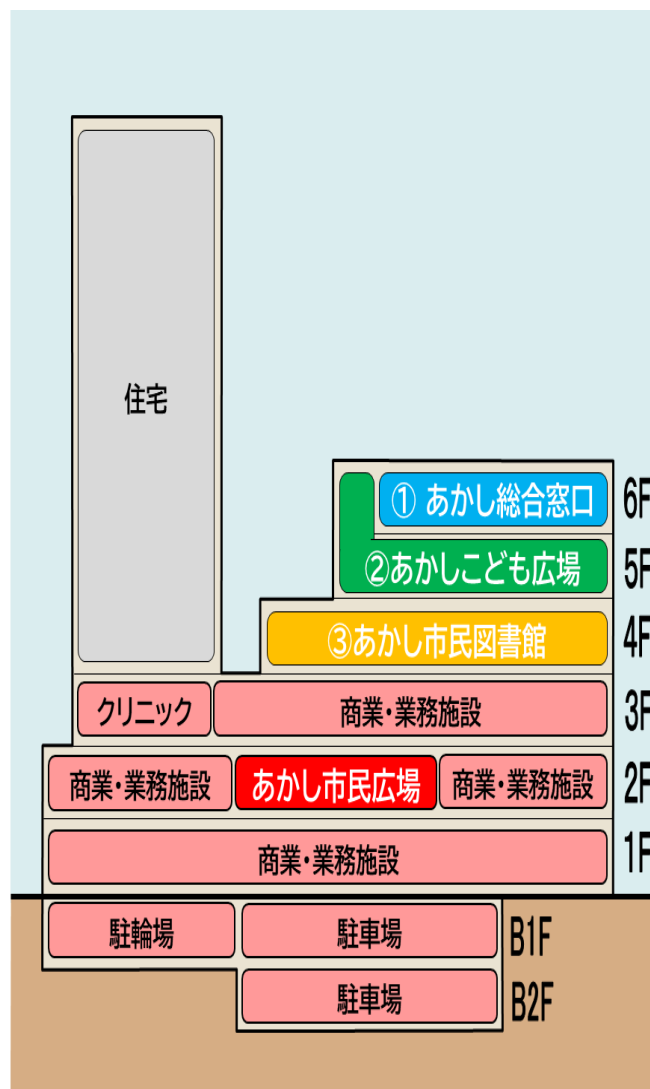 住宅
① あかし総合窓口
6F
②あかしこども広場
5F
③あかし市民図書館
4F
クリニック
商業・業務施設
3F
商業・業務施設
あかし市民広場
商業・業務施設
2F
商業・業務施設
1F
駐輪場
駐車場
B1F
駐車場
B2F